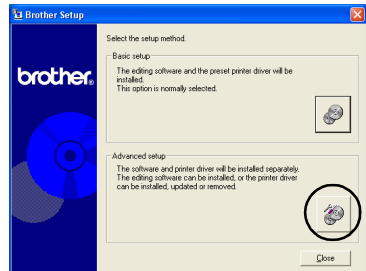 Brother Setup
Select the setup method.
Basic setup
The editing software and the preset printer driver will be
installed.
This option is normally selected.
brother®
Advanced setup
The software and printer driver will be installed separately.
The editing software can be installed, or the printer driver
can be installed, updated or removed.
Close